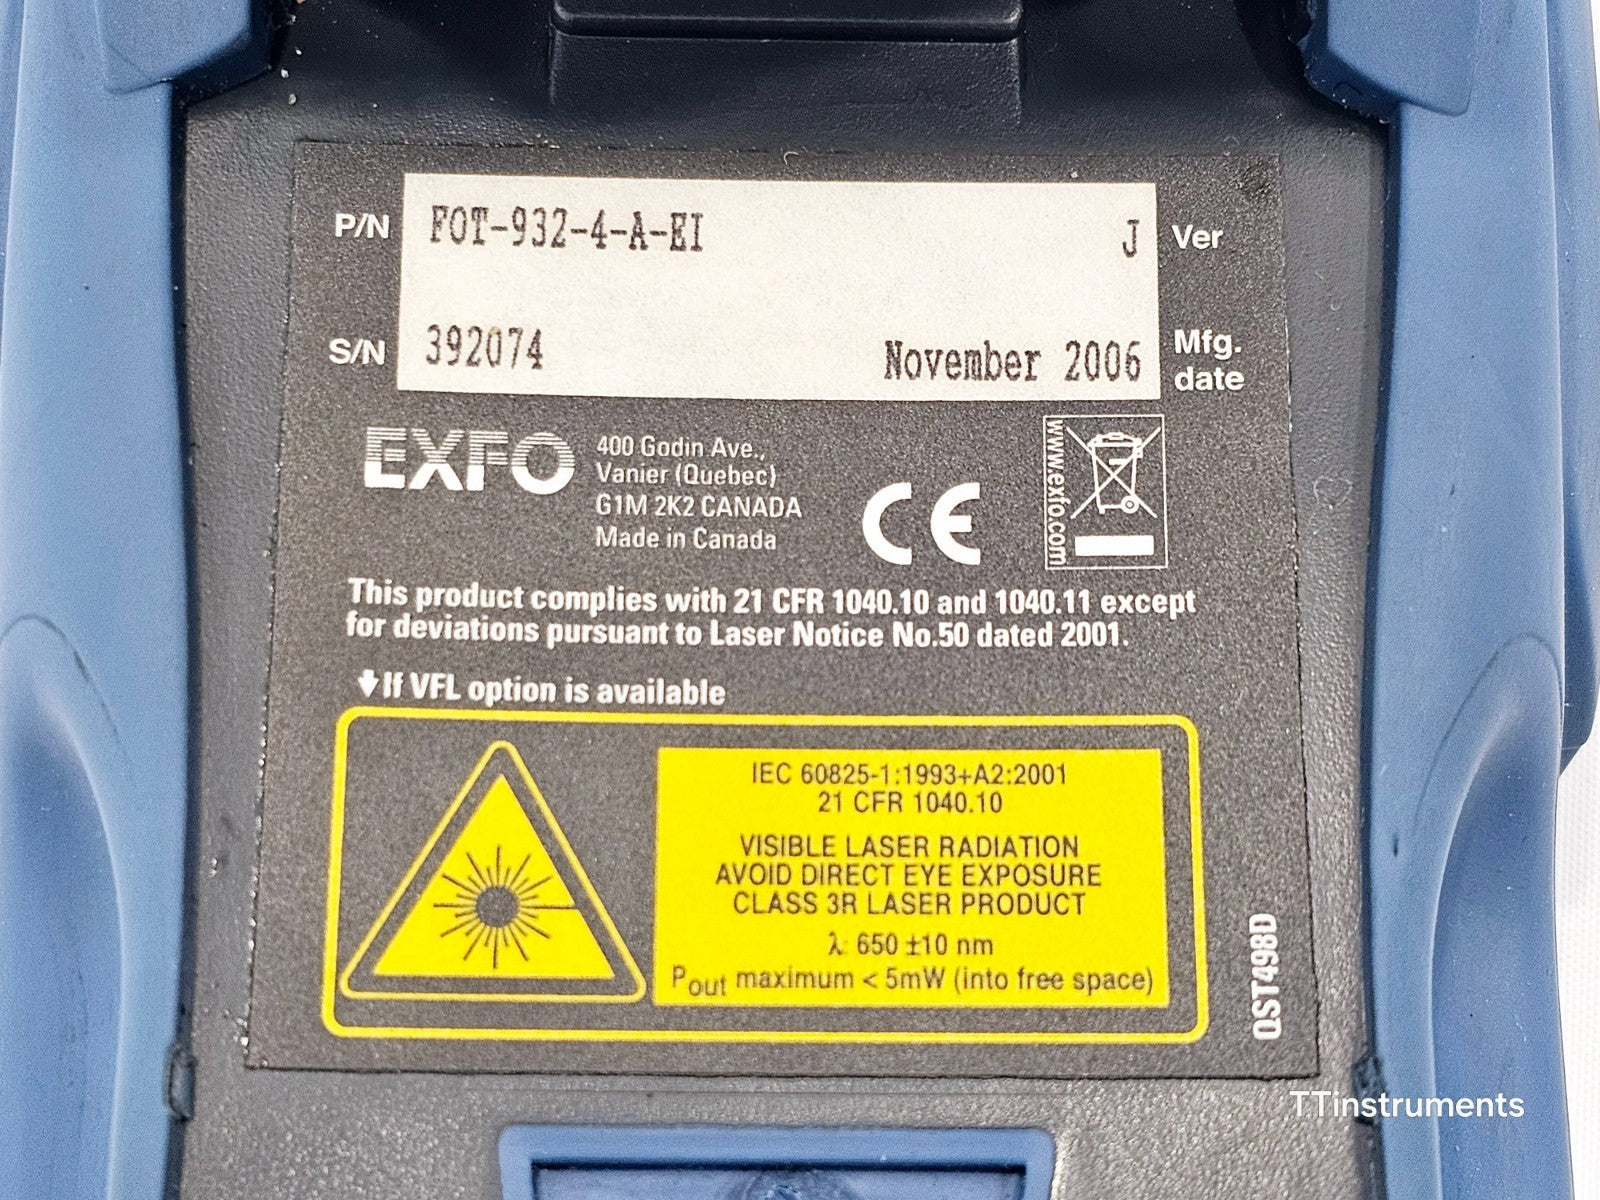 P/N FOT-932-4-A-EI J Ver
S/N 392074 November 2006 Mfg. date
EXFO
400 Godin Ave.,
Vanier (Quebec)
G1M 2K2 CANADA
Made in Canada
CE
www.exfo.com
This product complies with 21 CFR 1040.10 and 1040.11 except
for deviations pursuant to Laser Notice No.50 dated 2001.
If VFL option is available
IEC 60825-1:1993+A2:2001
21 CFR 1040.10
VISIBLE LASER RADIATION
AVOID DIRECT EYE EXPOSURE
CLASS 3R LASER PRODUCT
λ: 650 ±10 nm
Pout maximum < 5mW (into free space)
QST498D
TTinstruments